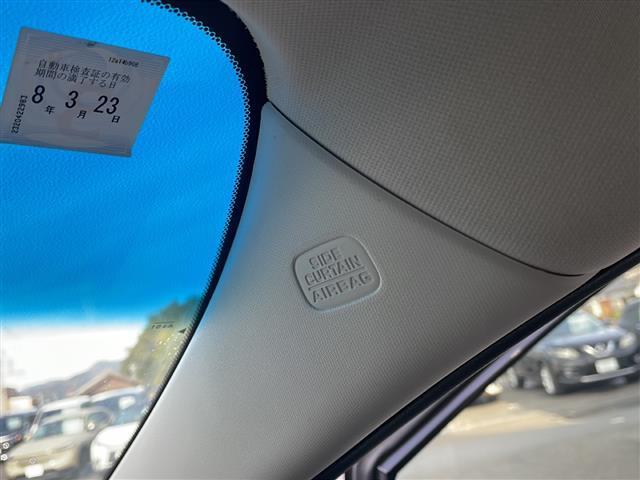 自動車検査証の有効
期間の満了する日
8年 3月 23日
2320422983
SIDE
CURTAIN
AIRBAG